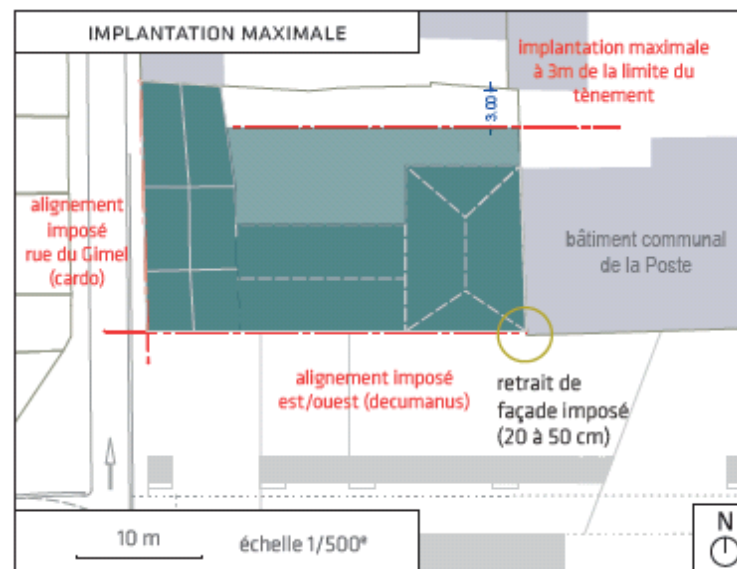 IMPLANTATION MAXIMALE
implantation maximale
à 3m de la limite du
tènement
3.00
alignement
imposé
rue du Gimel
(cardo)
bâtiment communal
de la Poste
alignement imposé
est/ouest (decumanus)
retrait de
façade imposé
(20 à 50 cm)
10 m
échelle 1/500ᵉ
N